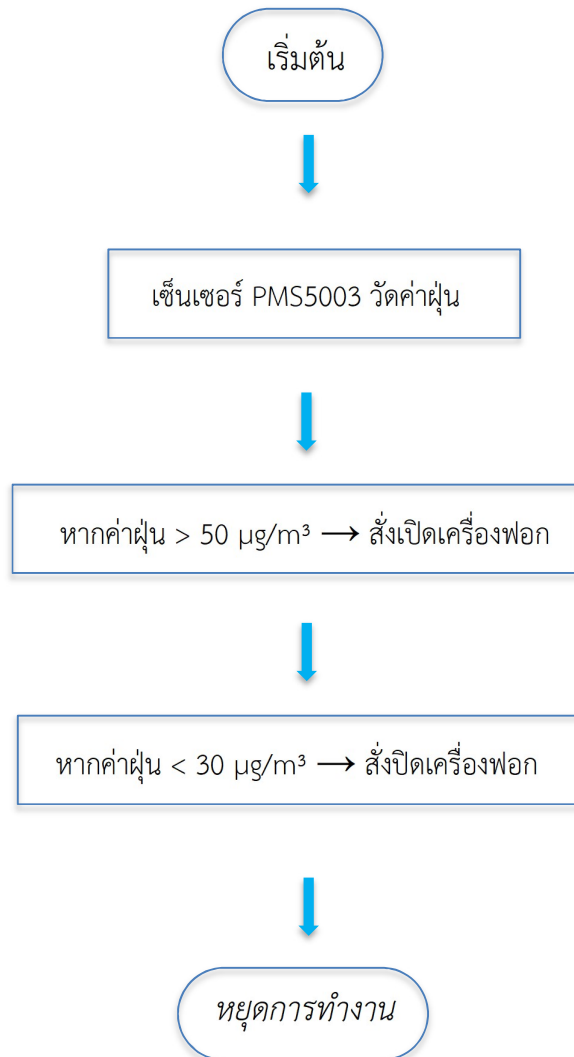 เริ่มต้น
เซ็นเซอร์ PMS5003 วัดค่าฝุ่น
หากค่าฝุ่น > 50 µg/m³ → สั่งเปิดเครื่องฟอก
หากค่าฝุ่น < 30 µg/m³ → สั่งปิดเครื่องฟอก
หยุดการทำงาน